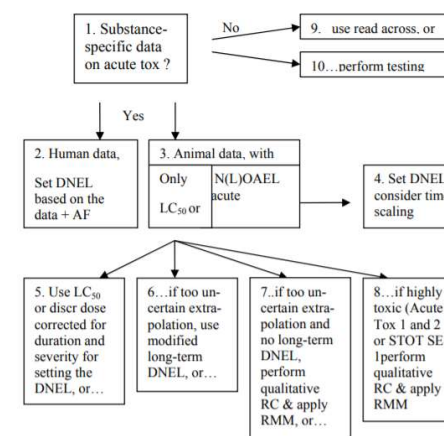 1. Substance-
specific data
on acute tox ?
No
9. use read across, or
10…perform testing
Yes
2. Human data,
Set DNEL
based on the
data + AF
3. Animal data, with
Only
LC50 or
N(L)OAEL
acute
4. Set DNEL
consider tim
scaling
5. Use LC50
or discr dose
corrected for
duration and
severity for
setting the
DNEL, or…
6…if too un-
certain extra-
polation, use
modified
long-term
DNEL, or…
7..if too un-
certain extra-
polation and
no long-term
DNEL,
perform
qualitative
RC & apply
RMM, or…
8…if highly
toxic (Acute
Tox 1 and 2
or STOT SE
1perform
qualitative
RC & apply
RMM